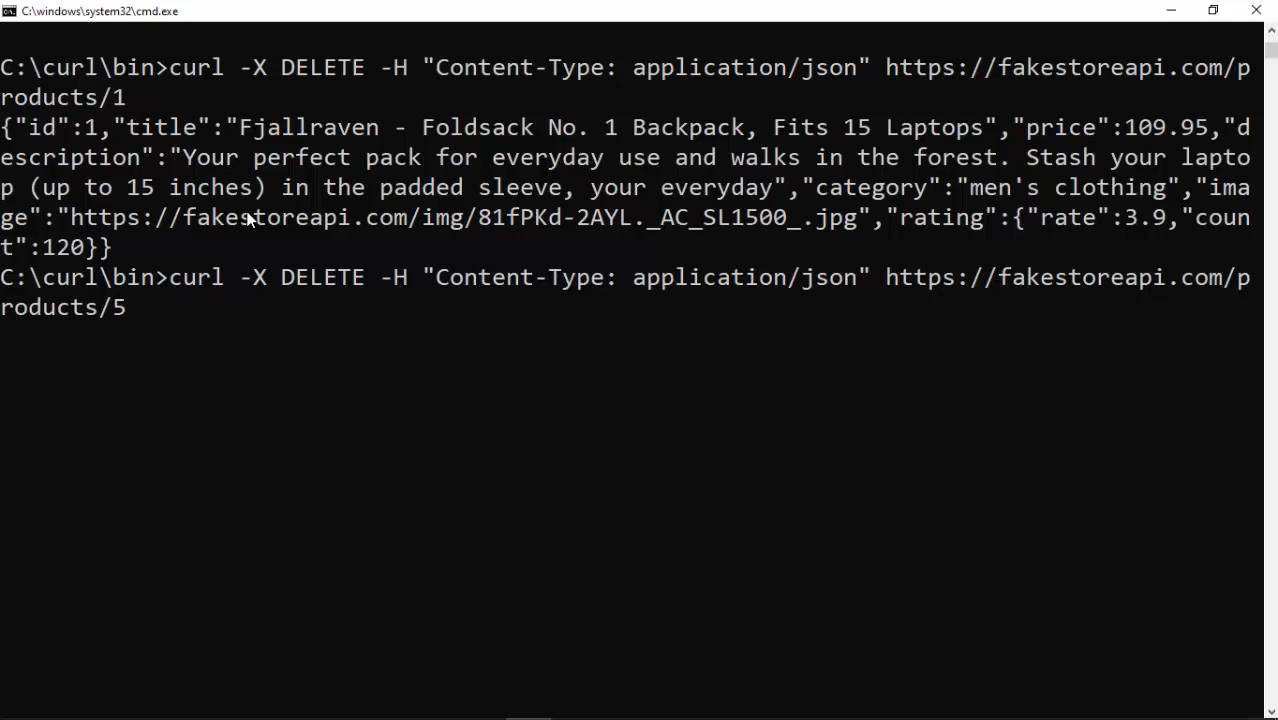 C:\windows\system32\cmd.exe
C:\curl\bin>curl -X DELETE -H "Content-Type: application/json" https://fakestoreapi.com/p
roducts/1
{"id":1,"title":"Fjallraven - Foldsack No. 1 Backpack, Fits 15 Laptops","price":109.95,"d
escription":"Your perfect pack for everyday use and walks in the forest. Stash your lapto
p (up to 15 inches) in the padded sleeve, your everyday","category":"men's clothing","ima
ge":"https://fakestoreapi.com/img/81fPKd-2AYL._AC_SL1500_.jpg","rating":{"rate":3.9,"coun
t":120}}
C:\curl\bin>curl -X DELETE -H "Content-Type: application/json" https://fakestoreapi.com/p
roducts/5